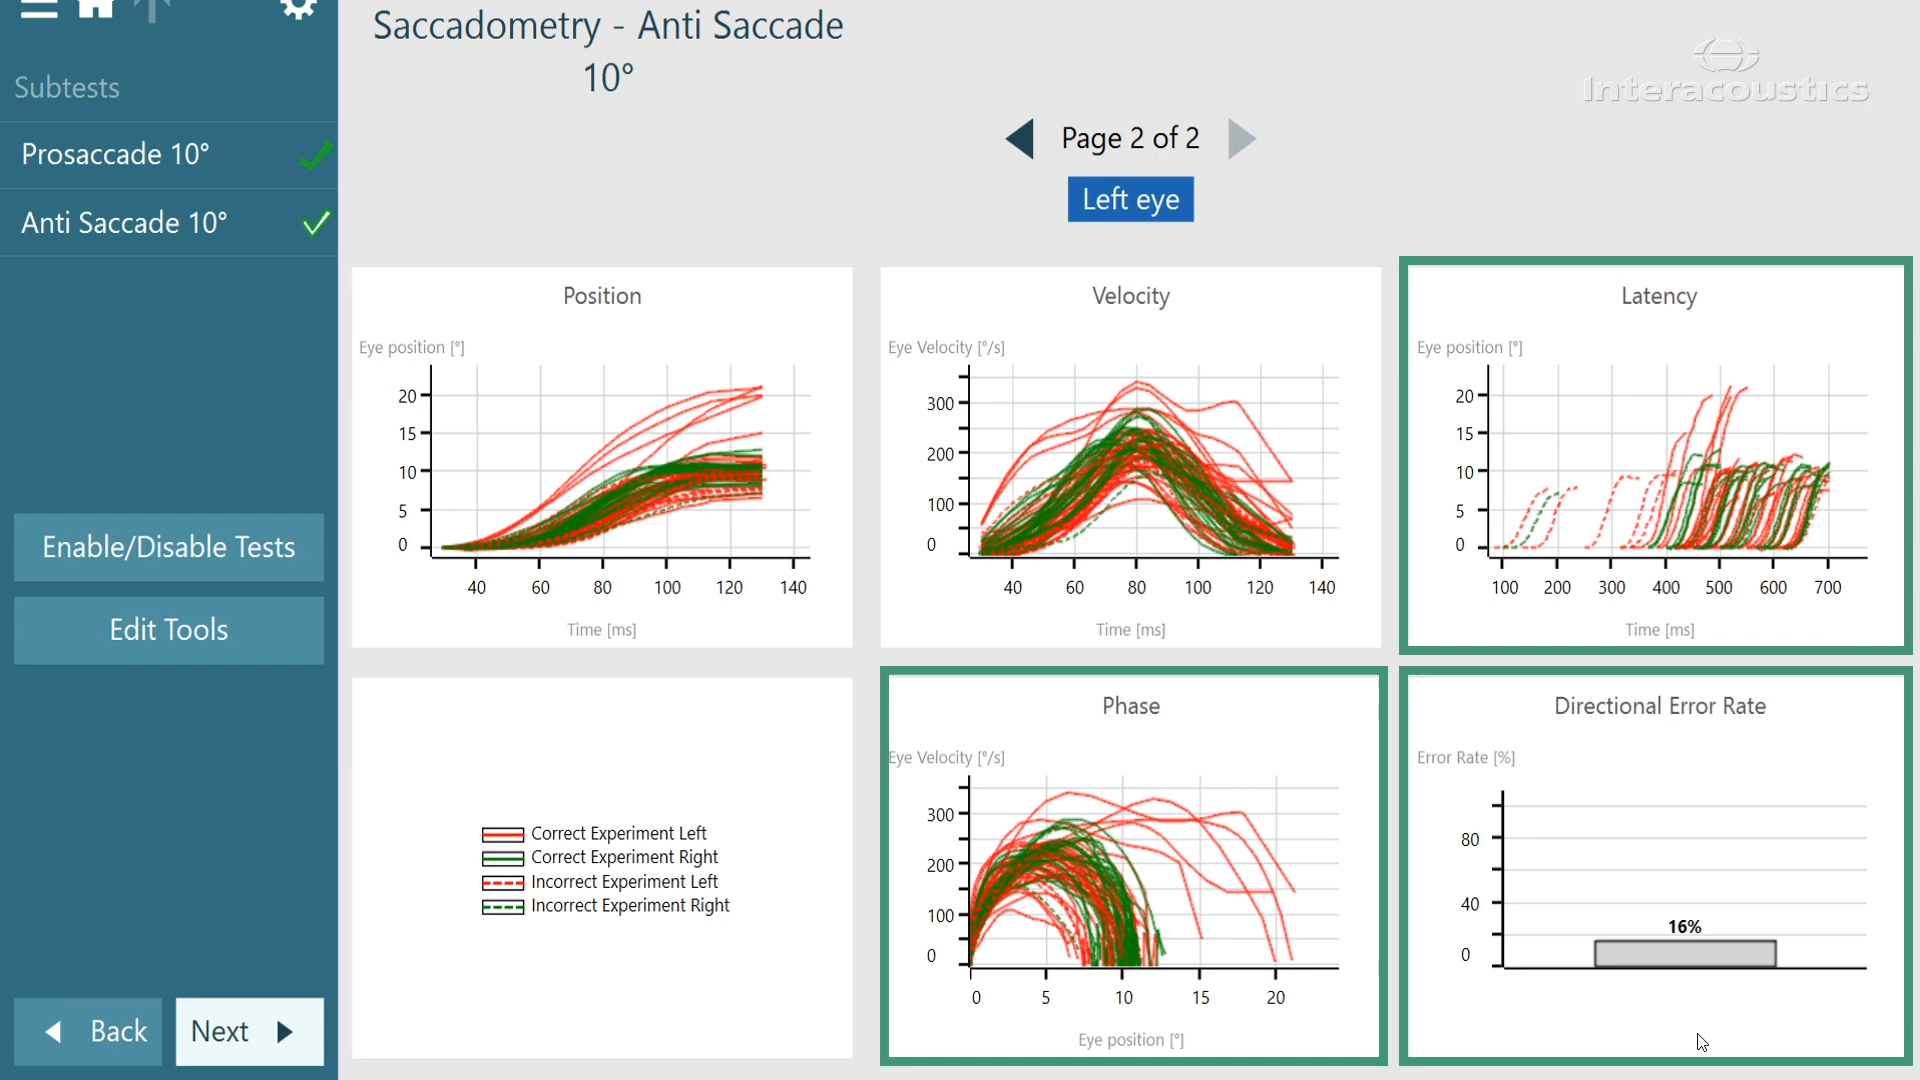 Saccadometry - Anti Saccade
10°
Interacoustics
Subtests
Prosaccade 10°
Anti Saccade 10°
Enable/Disable Tests
Edit Tools
Back
Next
Page 2 of 2
Left eye
Position
Eye position [°]
20
15
10
5
0
40 60 80 100 120 140
Time [ms]
Velocity
Eye Velocity [°/s]
300
200
100
0
40 60 80 100 120 140
Time [ms]
Latency
Eye position [°]
20
15
10
5
0
100 200 300 400 500 600 700
Time [ms]
Correct Experiment Left
Correct Experiment Right
Incorrect Experiment Left
Incorrect Experiment Right
Phase
Eye Velocity [°/s]
300
200
100
0
0 5 10 15 20
Eye position [°]
Directional Error Rate
Error Rate [%]
80
40
0
16%